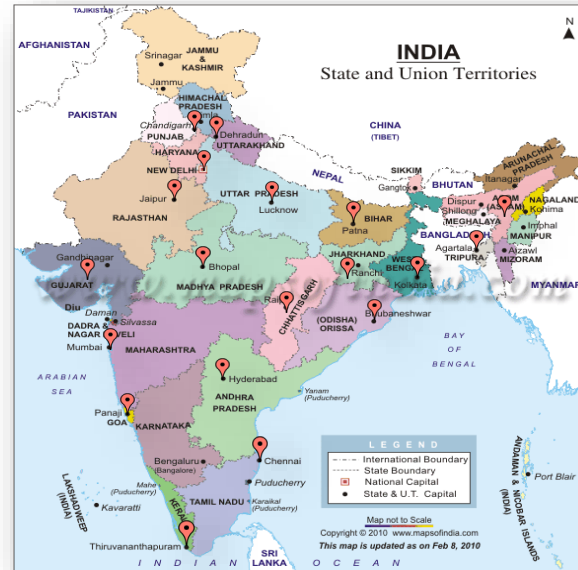 TAJIKISTAN
AFGHANISTAN
JAMMU
&
KASHMIR
Srinagar
Jammu
N
INDIA
State and Union Territories
PAKISTAN
HIMACHAL
PRADESH
Chandigarh
PUNJAB
Dehradun
UTTARAKHAND
CHINA
(TIBET)
HARYANA
NEW DELHI
NEPAL
SIKKIM
Gangtok
BHUTAN
ARUNACHAL
PRADESH
Itanagar
Jaipur
RAJASTHAN
UTTAR PRADESH
Lucknow
BIHAR
Patna
Dispur
(ASSAM)
Shillong
MEGHALAYA
NAGALAND
Kohima
Imphal
MANIPUR
BANGLADESH
Agartala
TRIPURA
Aizawl
MIZORAM
MYANMAR
Gandhinagar
GUJARAT
Bhopal
MADHYA PRADESH
JHARKHAND
Ranchi
WEST
BENGAL
Kolkata
www.mapsofindia.com
CHHATTISGARH
(ODISHA)
ORISSA
Bhubaneshwar
Diu
Daman
Silvassa
DADRA &
NAGAR HAVELI
Mumbai
MAHARASHTRA
ARABIAN
SEA
BAY
OF
BENGAL
Hyderabad
ANDHRA
PRADESH
Yanam
(Puducherry)
Panaji
GOA
KARNATAKA
Bengaluru
(Bangalore)
Chennai
Mahe
(Puducherry)
Puducherry
TAMIL NADU
Karaikal
(Puducherry)
KERALA
LAKSHADWEEP
(INDIA)
Kavaratti
Thiruvananthapuram
SRI
LANKA
INDIAN OCEAN
ANDAMAN & NICOBAR ISLANDS
(INDIA)
Port Blair
LEGEND
International Boundary
State Boundary
National Capital
State & U.T. Capital
Map not to Scale
Copyright © 2010 www.mapsofindia.com
This map is updated as on Feb 8, 2010